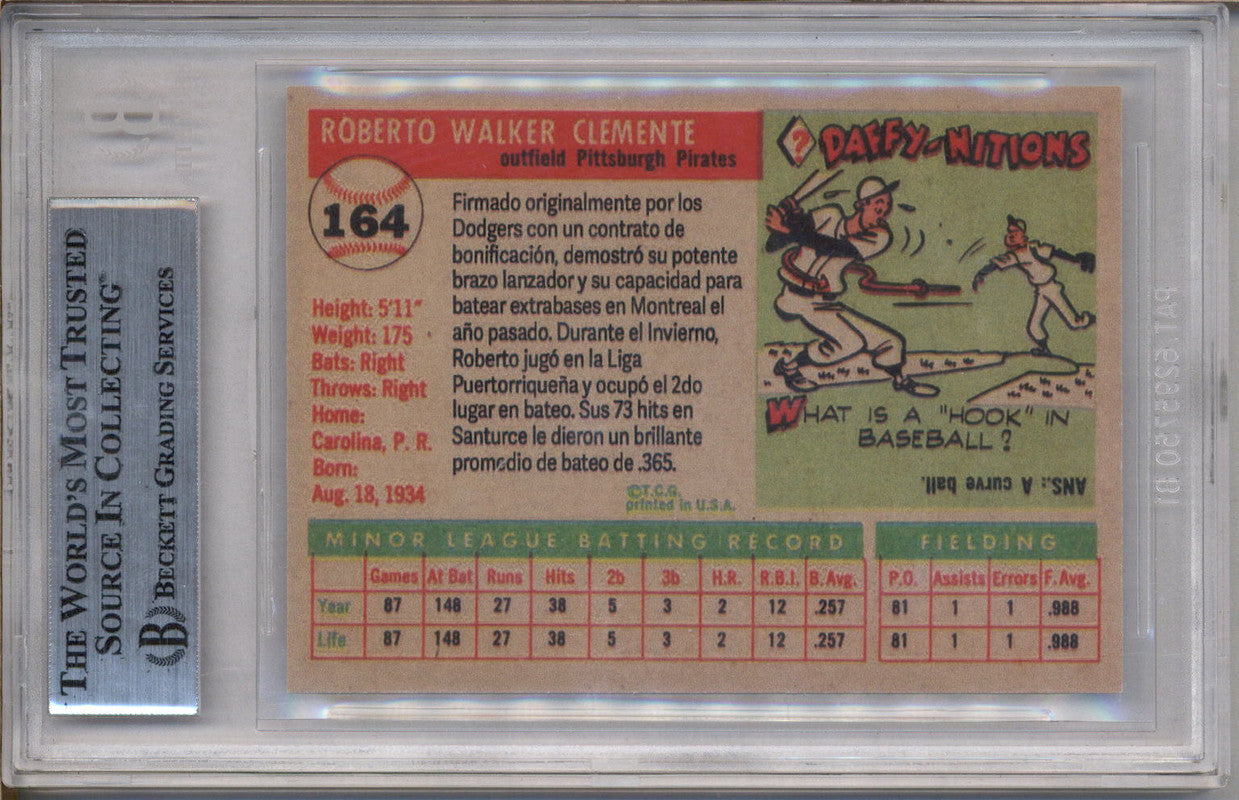 THE WORLD'S MOST TRUSTED
SOURCE IN COLLECTING™
BECKETT GRADING SERVICES
B
ROBERTO WALKER CLEMENTE
outfield Pittsburgh Pirates
164
Height: 5'11"
Weight: 175
Bats: Right
Throws: Right
Home:
Carolina, P. R.
Born:
Aug. 18, 1934
Firmado originalmente por los
Dodgers con un contrato de
bonificación, demostró su potente
brazo lanzador y su capacidad para
batear extrabases en Montreal el
año pasado. Durante el Invierno,
Roberto jugó en la Liga
Puertorriqueña y ocupó el 2do
lugar en bateo. Sus 73 hits en
Santurce le dieron un brillante
promedio de bateo de .365.
©T.C.G.
printed in U.S.A.
? DAFFY-NITIONS
WHAT IS A "HOOK" IN
BASEBALL?
ANS.: A curve ball.
MINOR LEAGUE BATTING RECORD
Games At Bat Runs Hits 2b 3b H.R. R.B.I. B.Avg.
Year 87 148 27 38 5 3 2 12 .257
Life 87 148 27 38 5 3 2 12 .257
FIELDING
P.O. Assists Errors F.Avg.
81 1 1 .988
81 1 1 .988